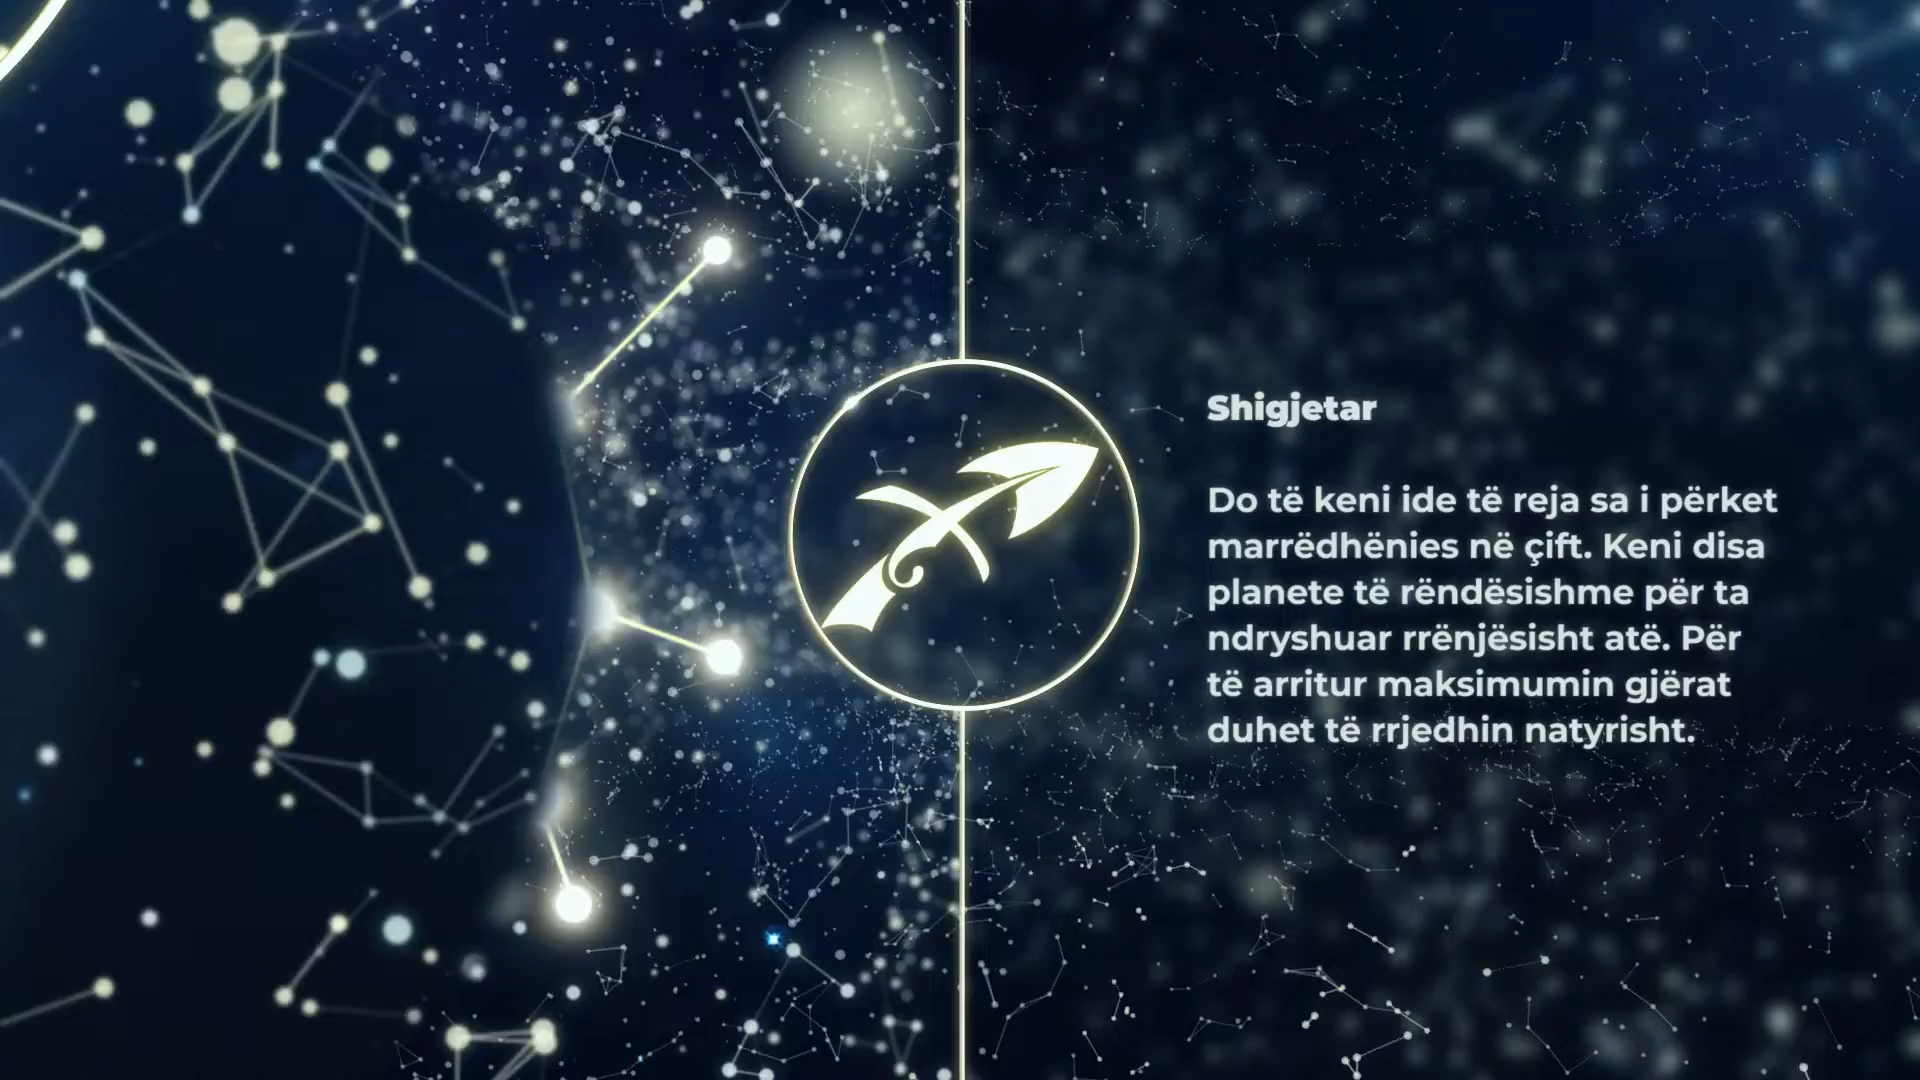 Shigjetar
Do të keni ide të reja sa i përket
marrëdhënies në çift. Keni disa
planete të rëndësishme për ta
ndryshuar rrënjësisht atë. Për
të arritur maksimumin gjërat
duhet të rrjedhin natyrisht.